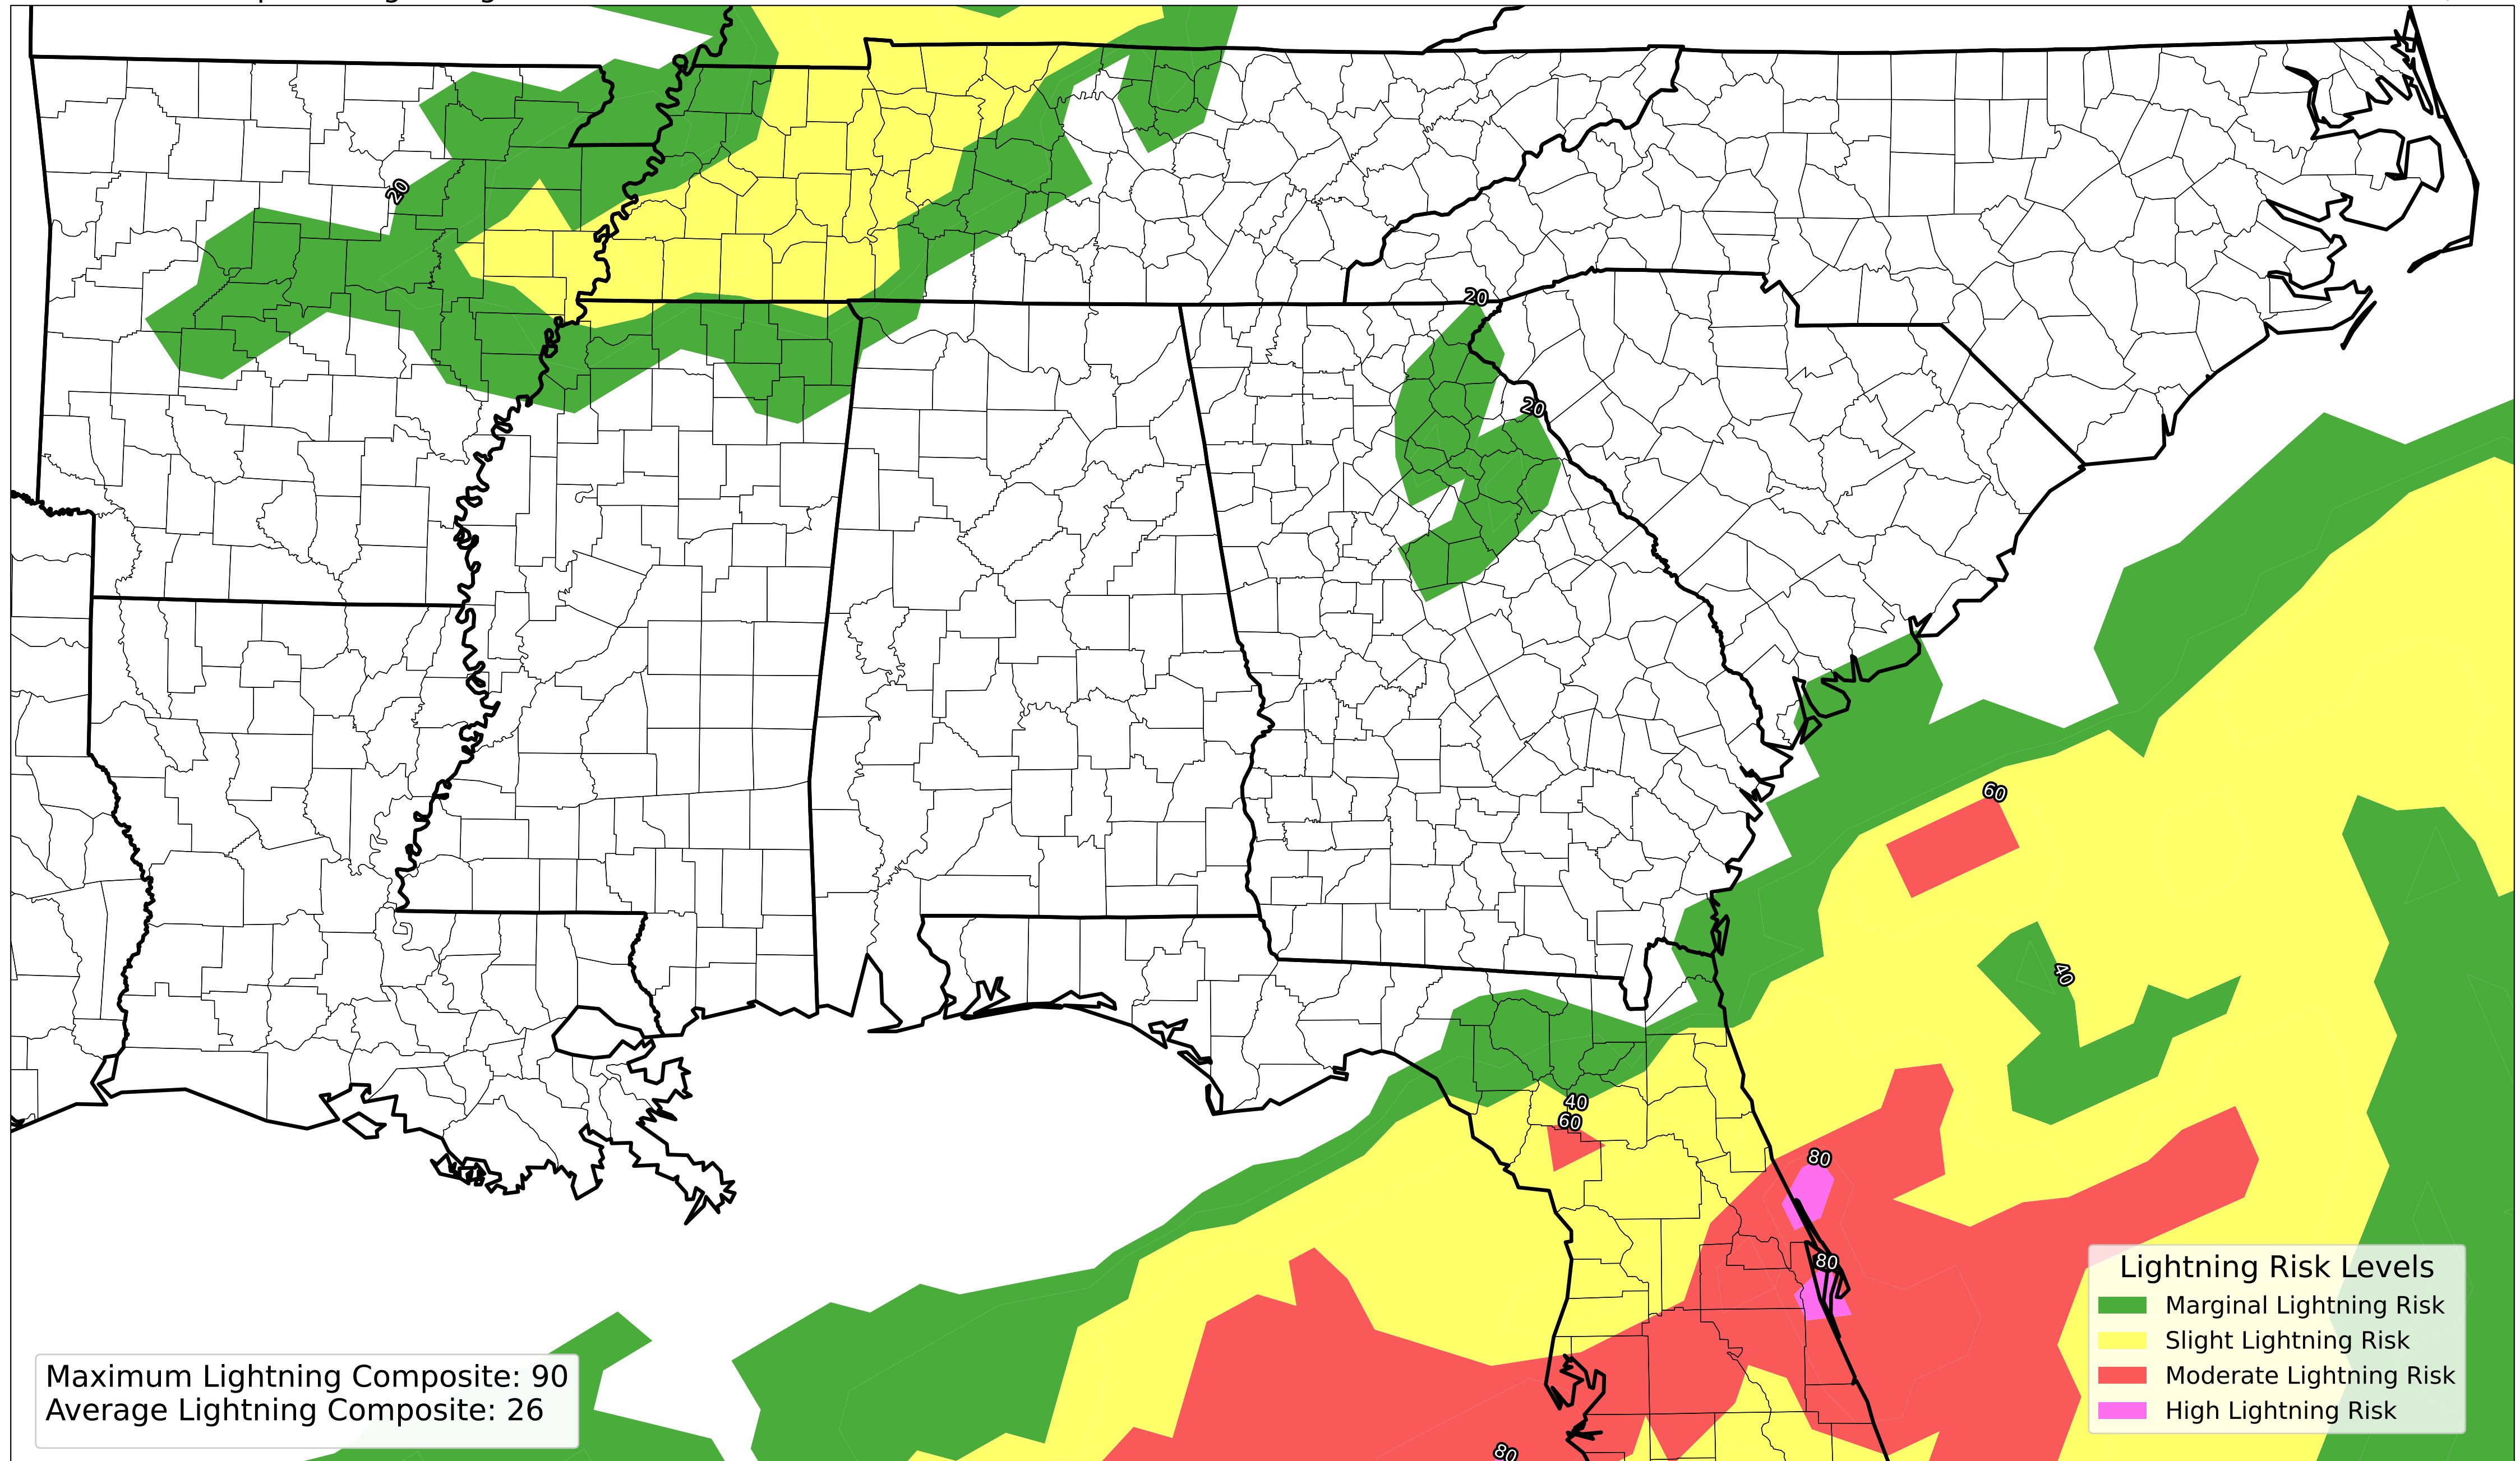 20
20
20
60
40
40
60
80
80
80
Lightning Risk Levels
Marginal Lightning Risk
Slight Lightning Risk
Moderate Lightning Risk
High Lightning Risk
Maximum Lightning Composite: 90
Average Lightning Composite: 26